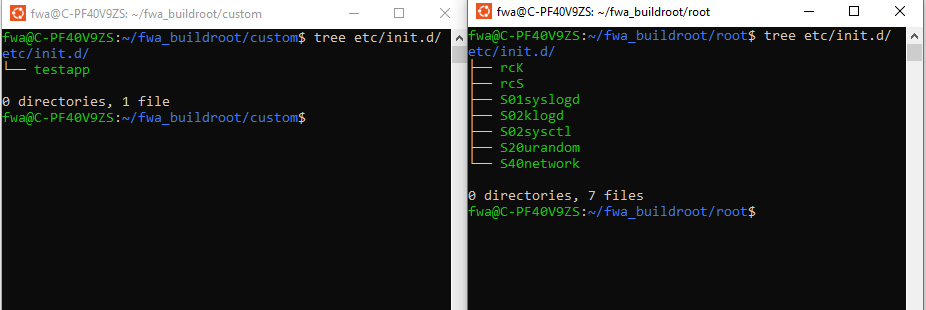 fwa@C-PF40V9ZS: ~/fwa_buildroot/custom
fwa@C-PF40V9ZS:~/fwa_buildroot/custom$ tree etc/init.d/
etc/init.d/
└── testapp
0 directories, 1 file
fwa@C-PF40V9ZS:~/fwa_buildroot/custom$
fwa@C-PF40V9ZS: ~/fwa_buildroot/root
fwa@C-PF40V9ZS:~/fwa_buildroot/root$ tree etc/init.d/
etc/init.d/
├── rcK
├── rcS
├── S01syslogd
├── S02klogd
├── S02sysctl
├── S20urandom
└── S40network
0 directories, 7 files
fwa@C-PF40V9ZS:~/fwa_buildroot/root$